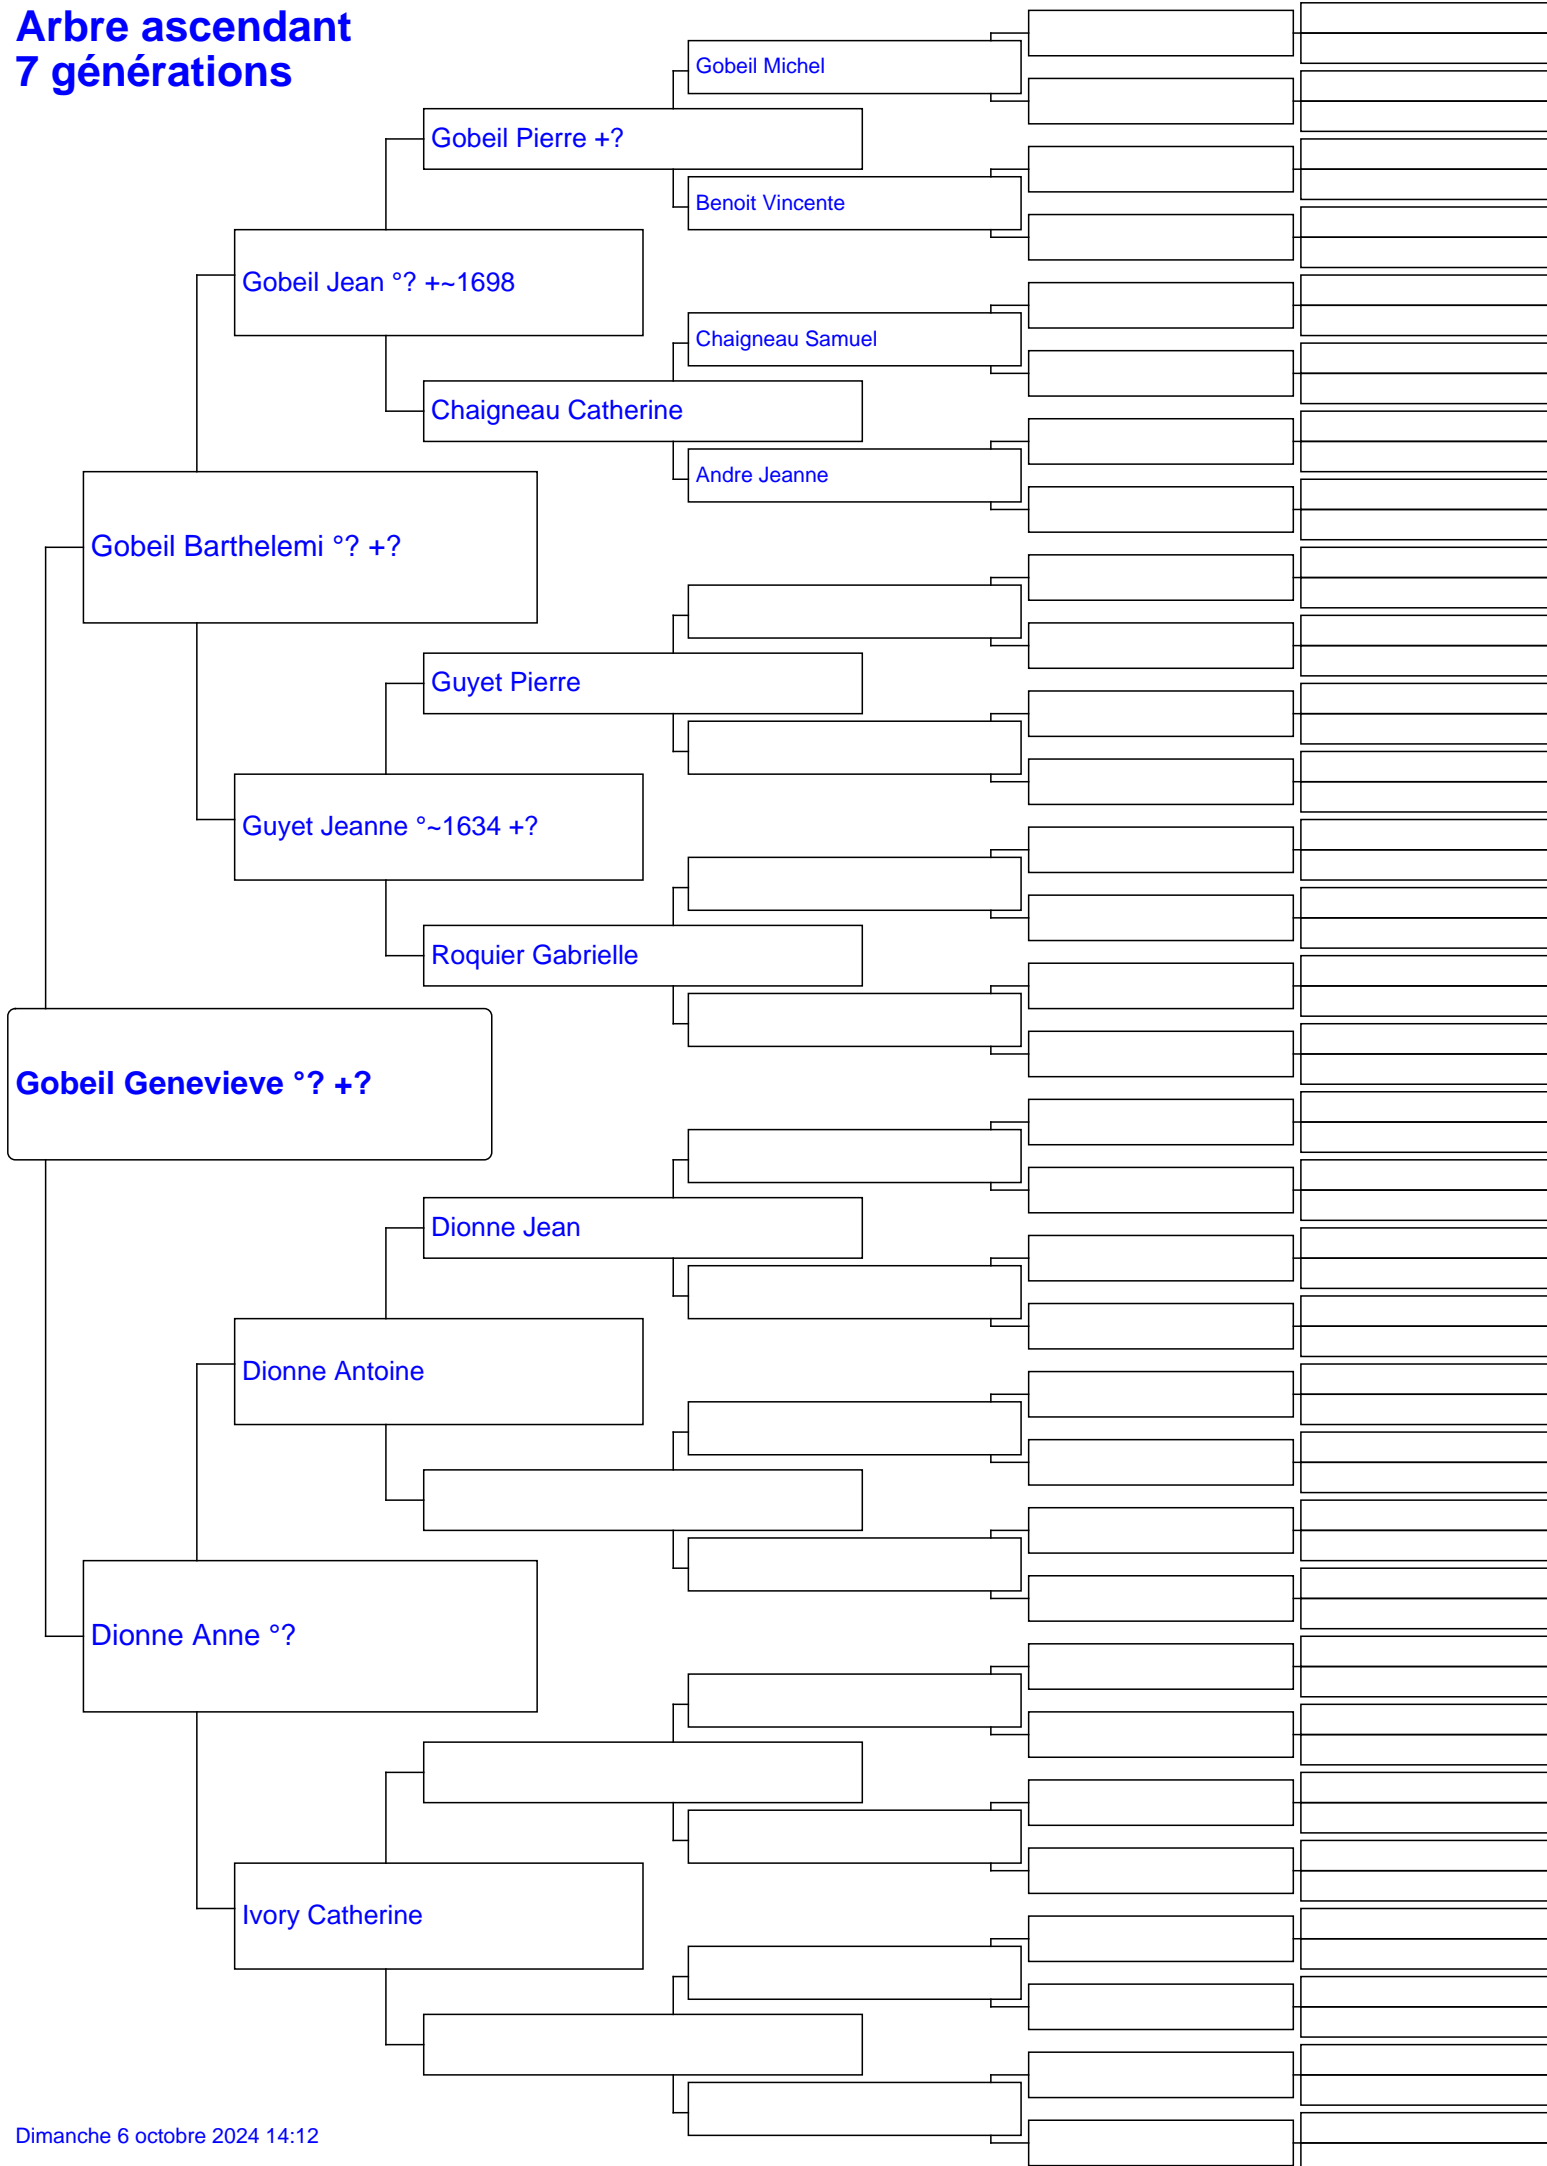 Arbre ascendant
7 générations
Gobeil Michel
Gobeil Pierre +?
Benoit Vincente
Gobeil Jean °? +~1698
Chaigneau Samuel
Chaigneau Catherine
Andre Jeanne
Gobeil Barthelemi °? +?
Guyet Pierre
Guyet Jeanne °~1634 +?
Roquier Gabrielle
Gobeil Genevieve °? +?
Dionne Jean
Dionne Antoine
Dionne Anne °?
Ivory Catherine
Dimanche 6 octobre 2024 14:12